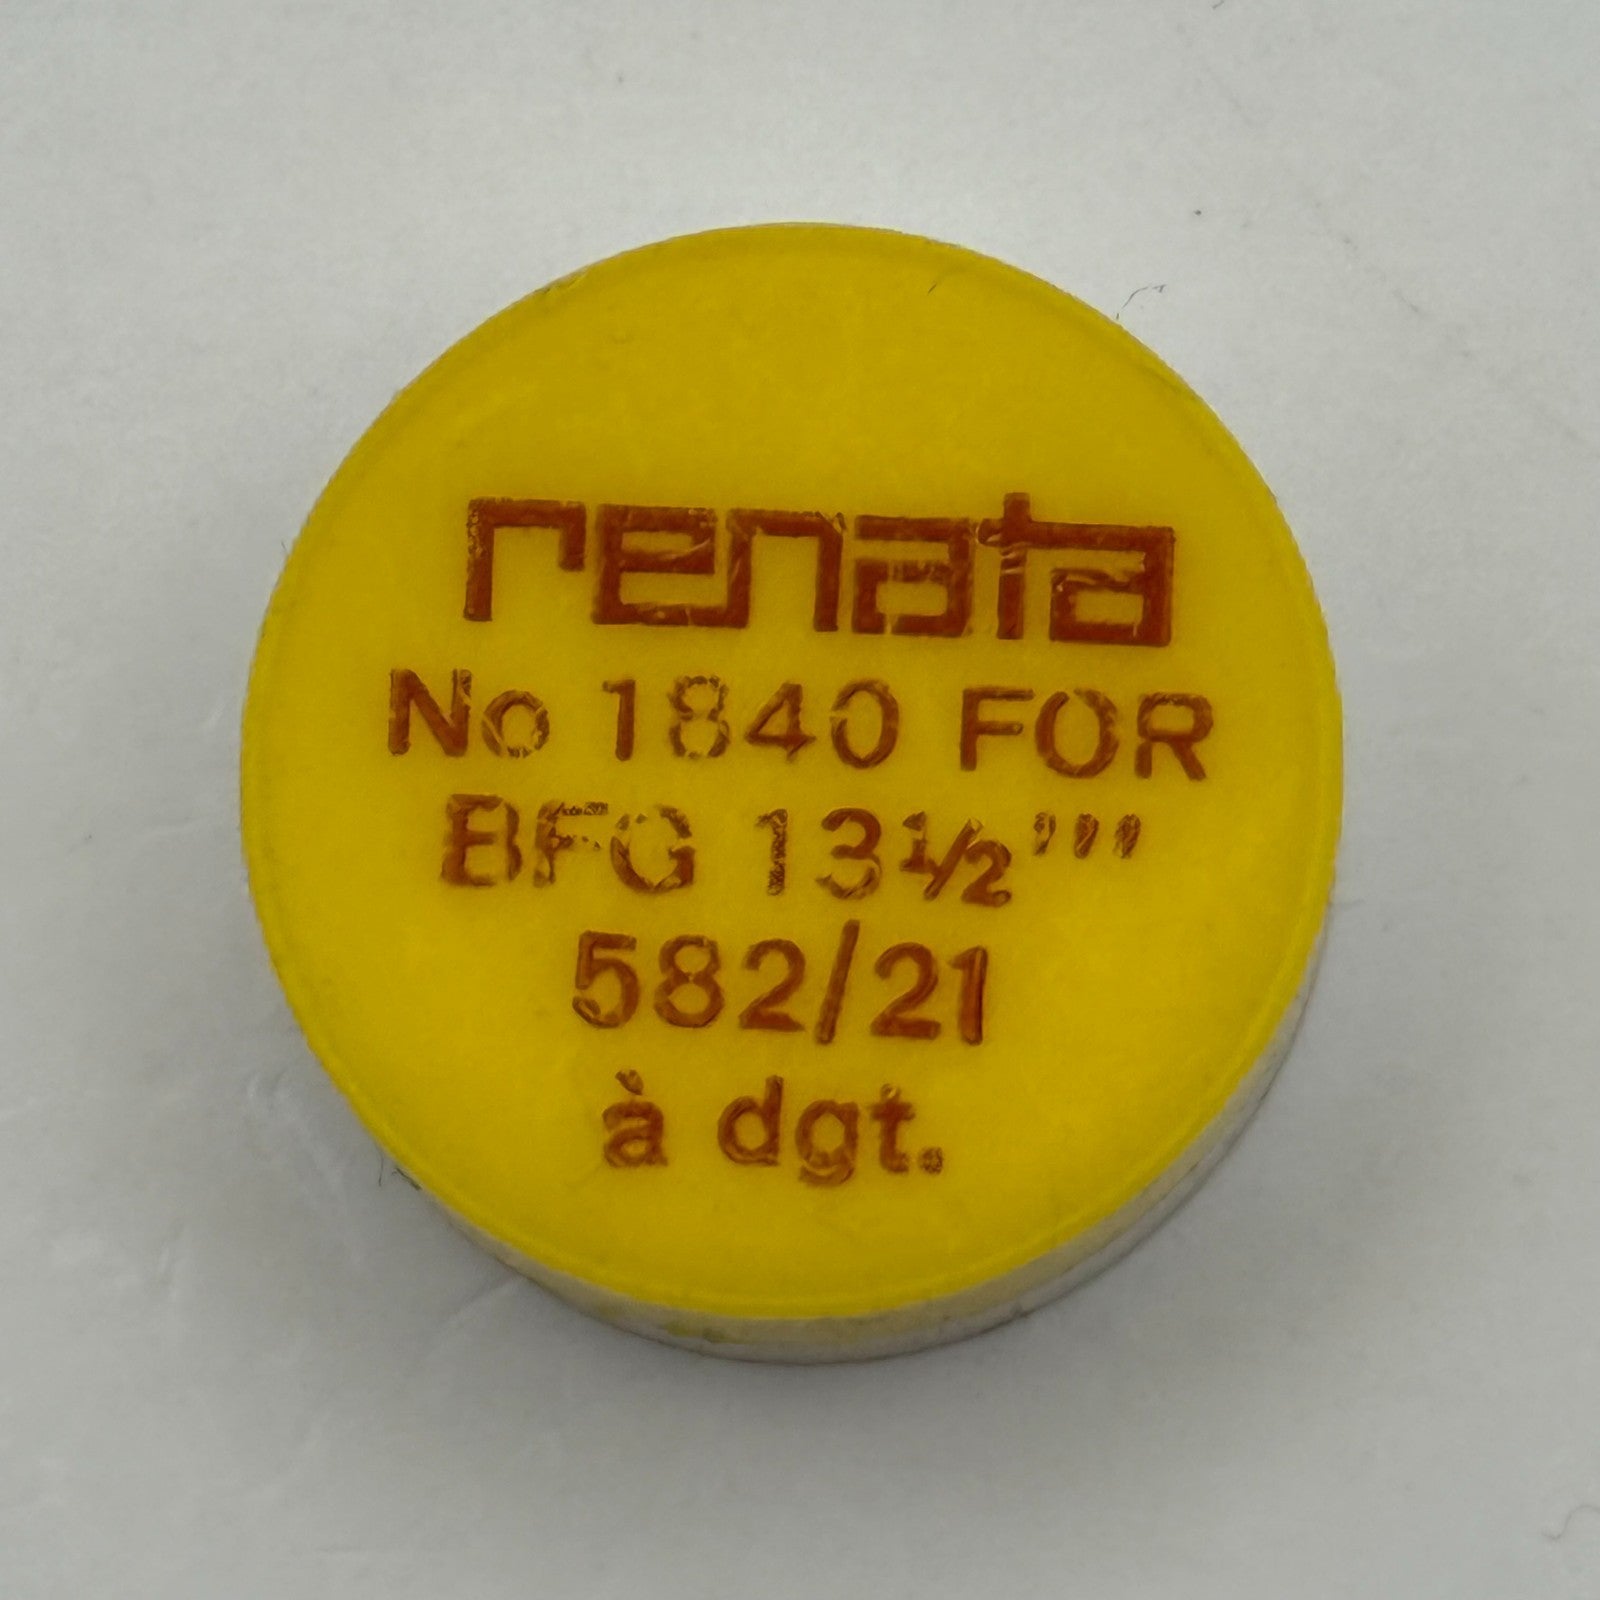 renata
No 1840 FOR
BFG 13½'''
582/21
à dgt.